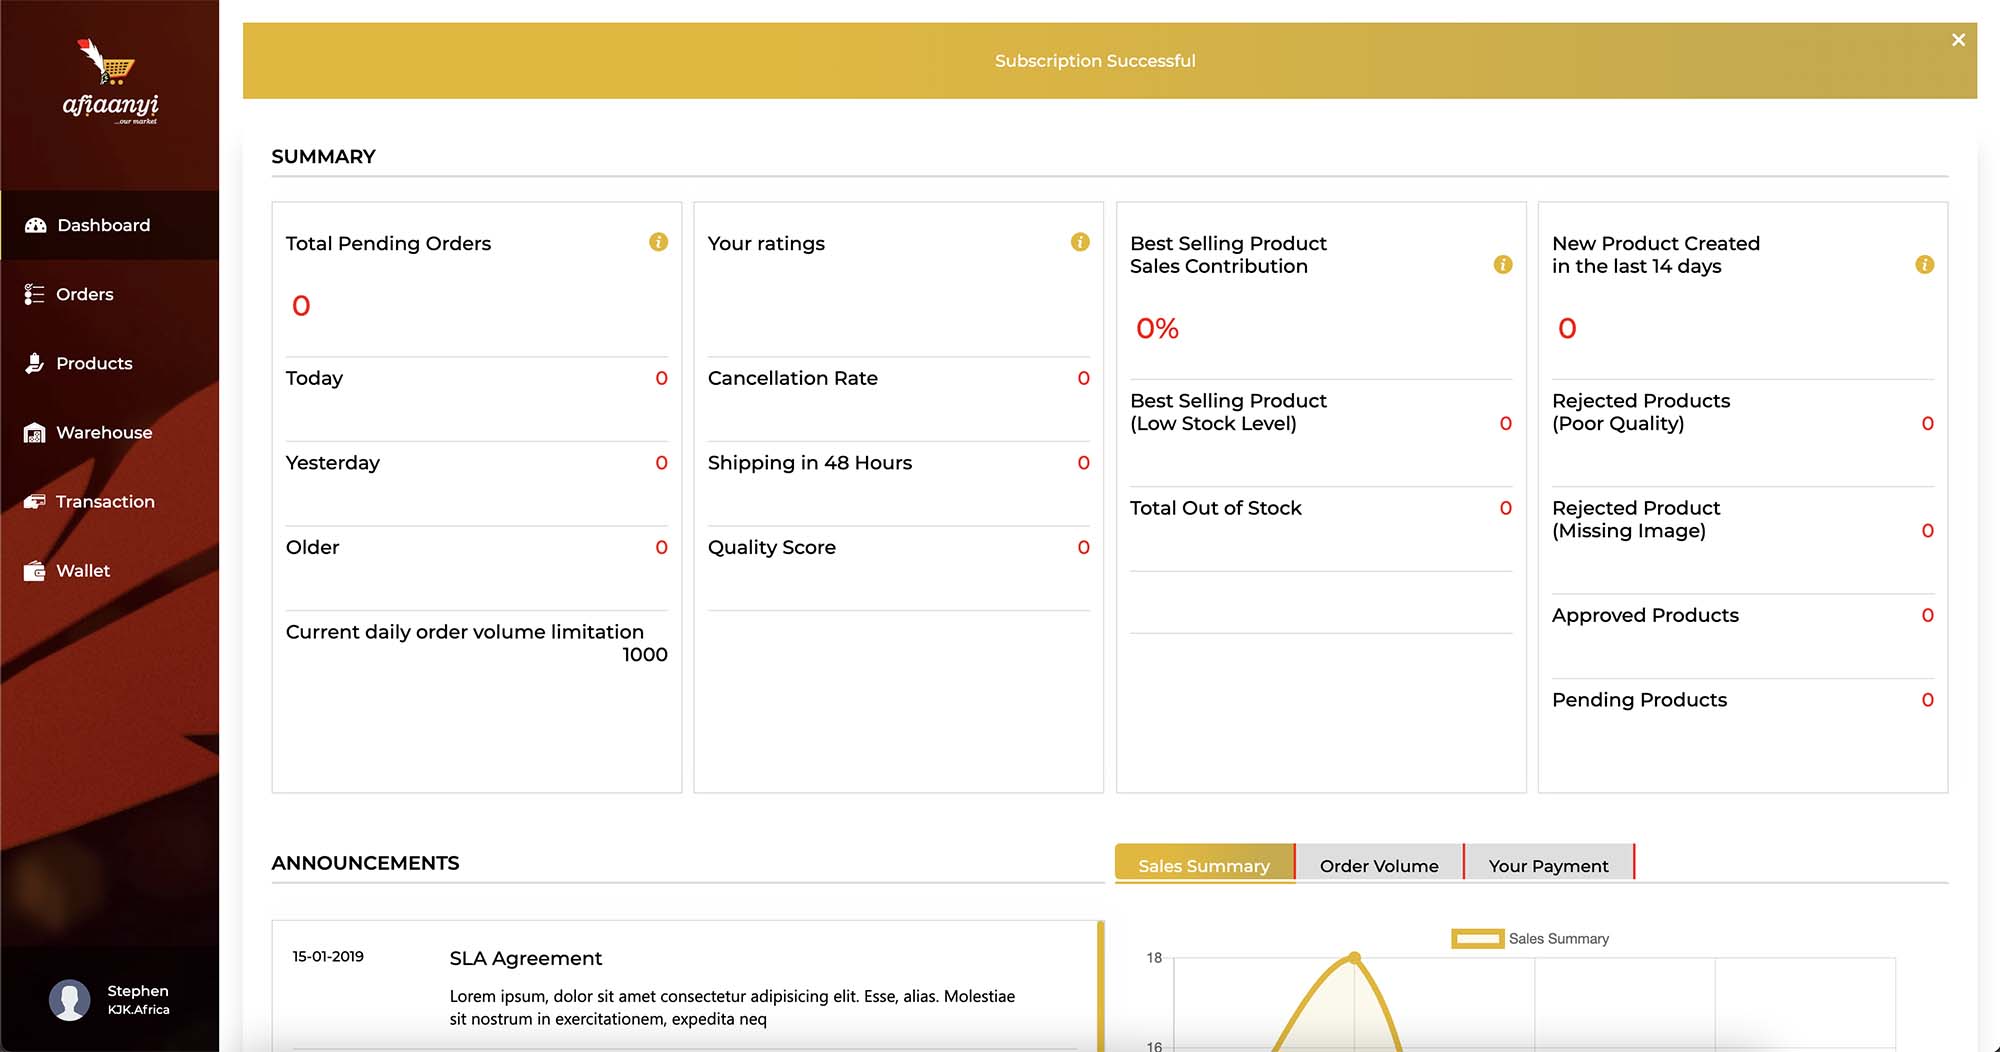 afịaanyị
...our market
Dashboard
Orders
Products
Warehouse
Transaction
Wallet
Stephen
KJK.Africa
Subscription Successful
×
SUMMARY
Total Pending Orders
0
Today 0
Yesterday 0
Older 0
Current daily order volume limitation
1000
Your ratings
Cancellation Rate 0
Shipping in 48 Hours 0
Quality Score 0
Best Selling Product
Sales Contribution
0%
Best Selling Product
(Low Stock Level) 0
Total Out of Stock 0
New Product Created
in the last 14 days
0
Rejected Products
(Poor Quality) 0
Rejected Product
(Missing Image) 0
Approved Products 0
Pending Products 0
ANNOUNCEMENTS
15-01-2019 SLA Agreement
Lorem ipsum, dolor sit amet consectetur adipisicing elit. Esse, alias. Molestiae
sit nostrum in exercitationem, expedita neq
Sales Summary Order Volume Your Payment
Sales Summary
18
16